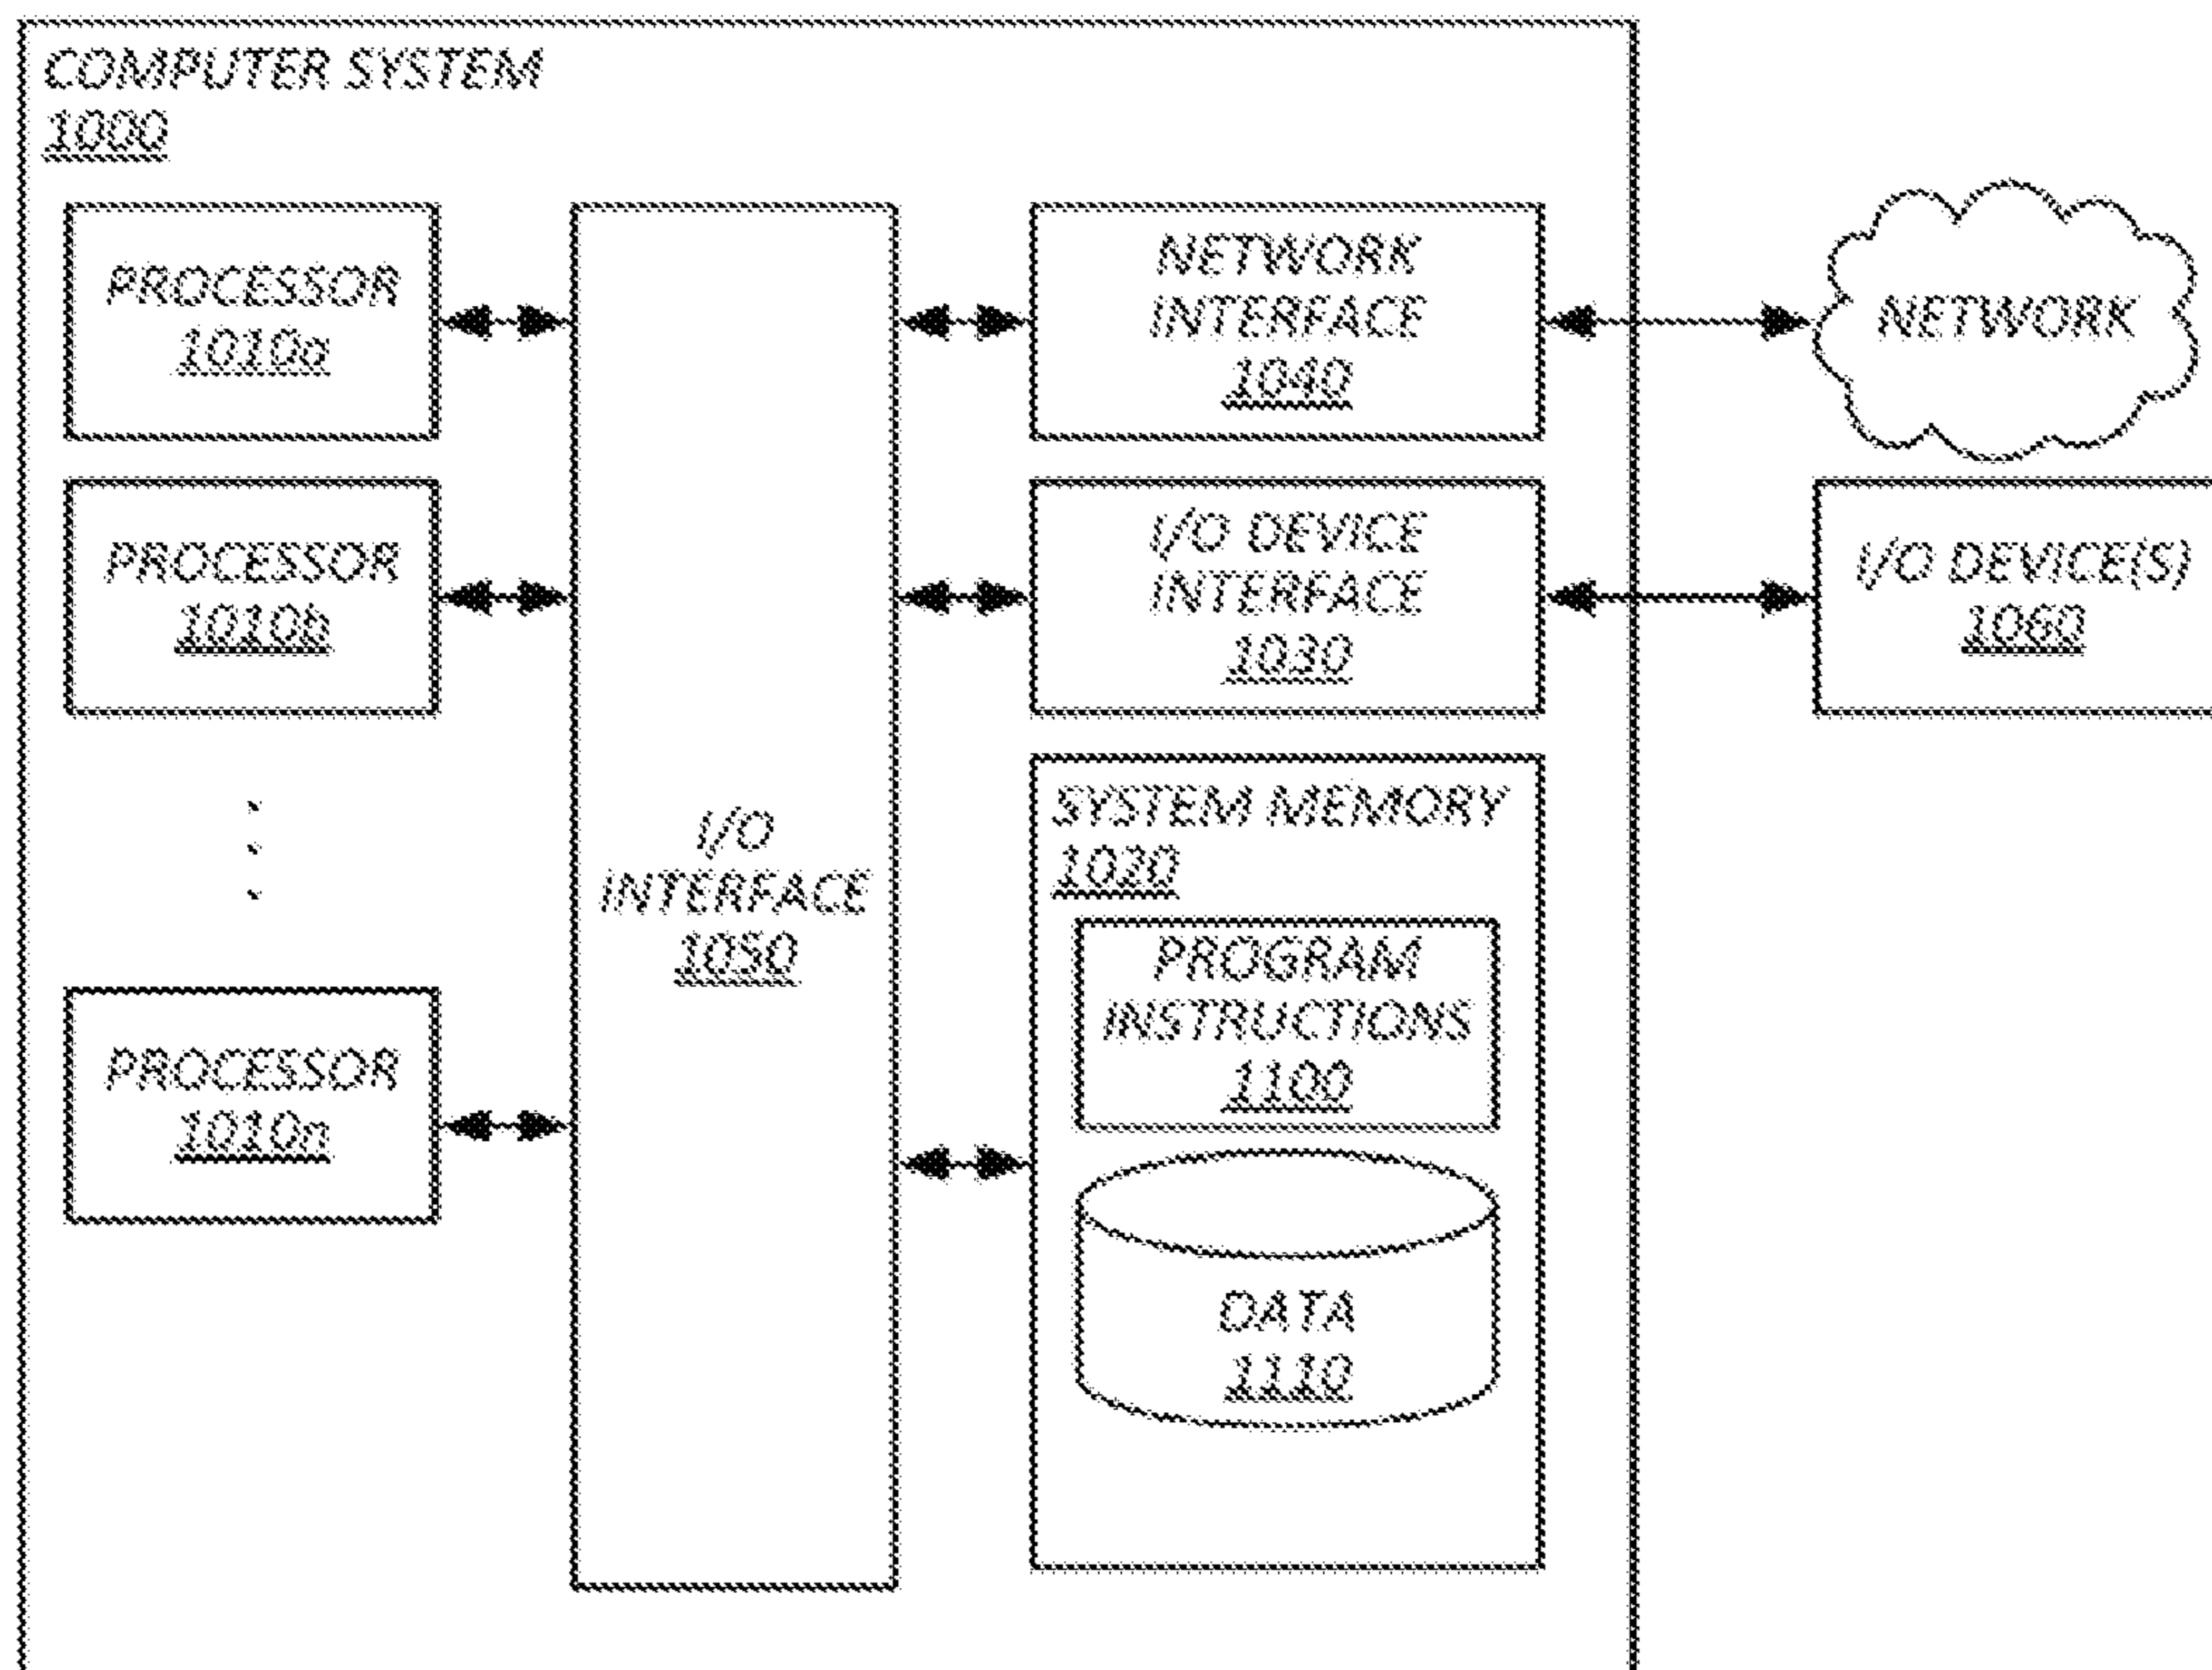 COMPUTER SYSTEM
1000
PROCESSOR
1010a
PROCESSOR
1010b
PROCESSOR
1010n
I/O
INTERFACE
1050
NETWORK
INTERFACE
1040
I/O DEVICE
INTERFACE
1030
SYSTEM MEMORY
1020
PROGRAM
INSTRUCTIONS
1100
DATA
1110
NETWORK
I/O DEVICE(S)
1060